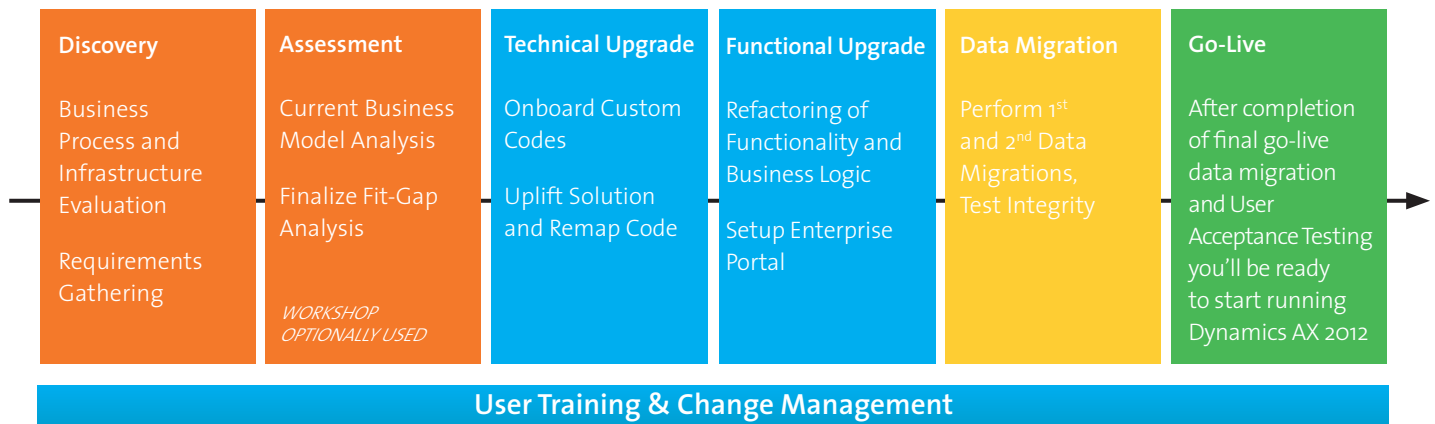 Discovery
Business
Process and
Infrastructure
Evaluation
Requirements
Gathering
Assessment
Current Business
Model Analysis
Finalize Fit-Gap
Analysis
WORKSHOP
OPTIONALLY USED
Technical Upgrade
Onboard Custom
Codes
Uplift Solution
and Remap Code
Functional Upgrade
Refactoring of
Functionality and
Business Logic
Setup Enterprise
Portal
Data Migration
Perform 1st
and 2nd Data
Migrations,
Test Integrity
Go-Live
After completion
of final go-live
data migration
and User
Acceptance Testing
you'll be ready
to start running
Dynamics AX 2012
User Training & Change Management